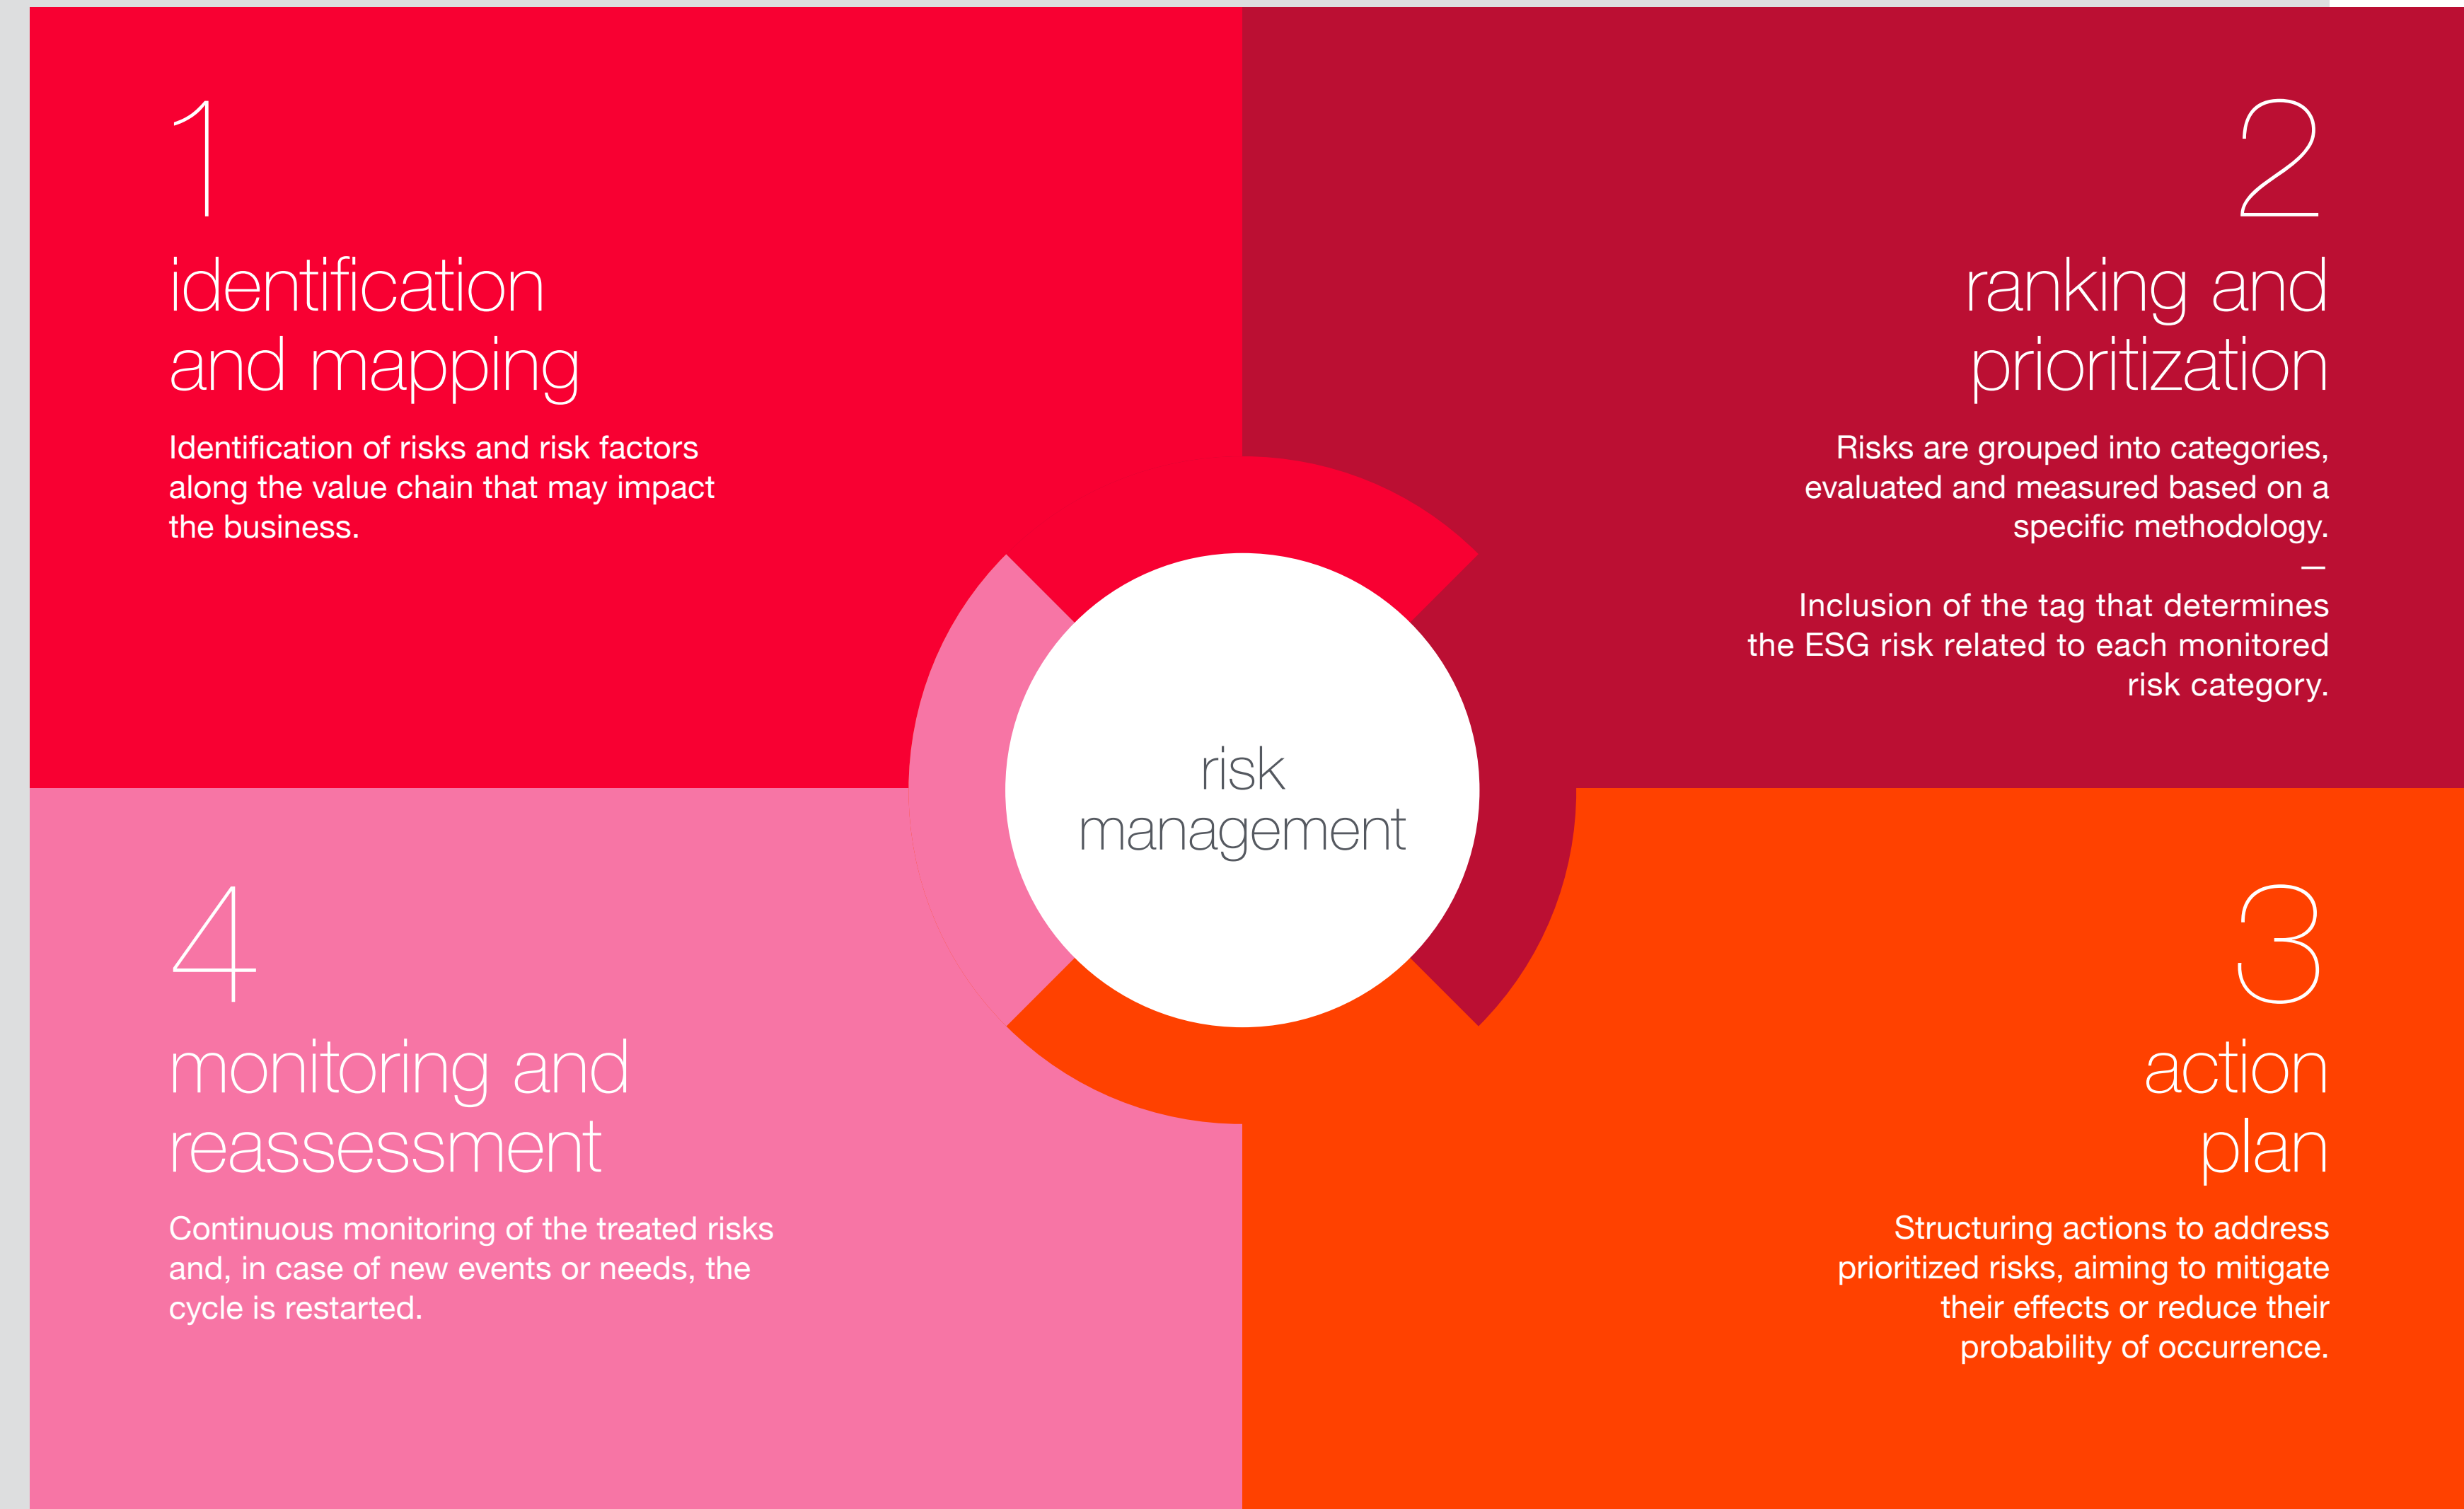 1
identification
and mapping
Identification of risks and risk factors
along the value chain that may impact
the business.
2
ranking and
prioritization
Risks are grouped into categories,
evaluated and measured based on a
specific methodology.
—
Inclusion of the tag that determines
the ESG risk related to each monitored
risk category.
risk
management
3
action
plan
Structuring actions to address
prioritized risks, aiming to mitigate
their effects or reduce their
probability of occurrence.
4
monitoring and
reassessment
Continuous monitoring of the treated risks
and, in case of new events or needs, the
cycle is restarted.